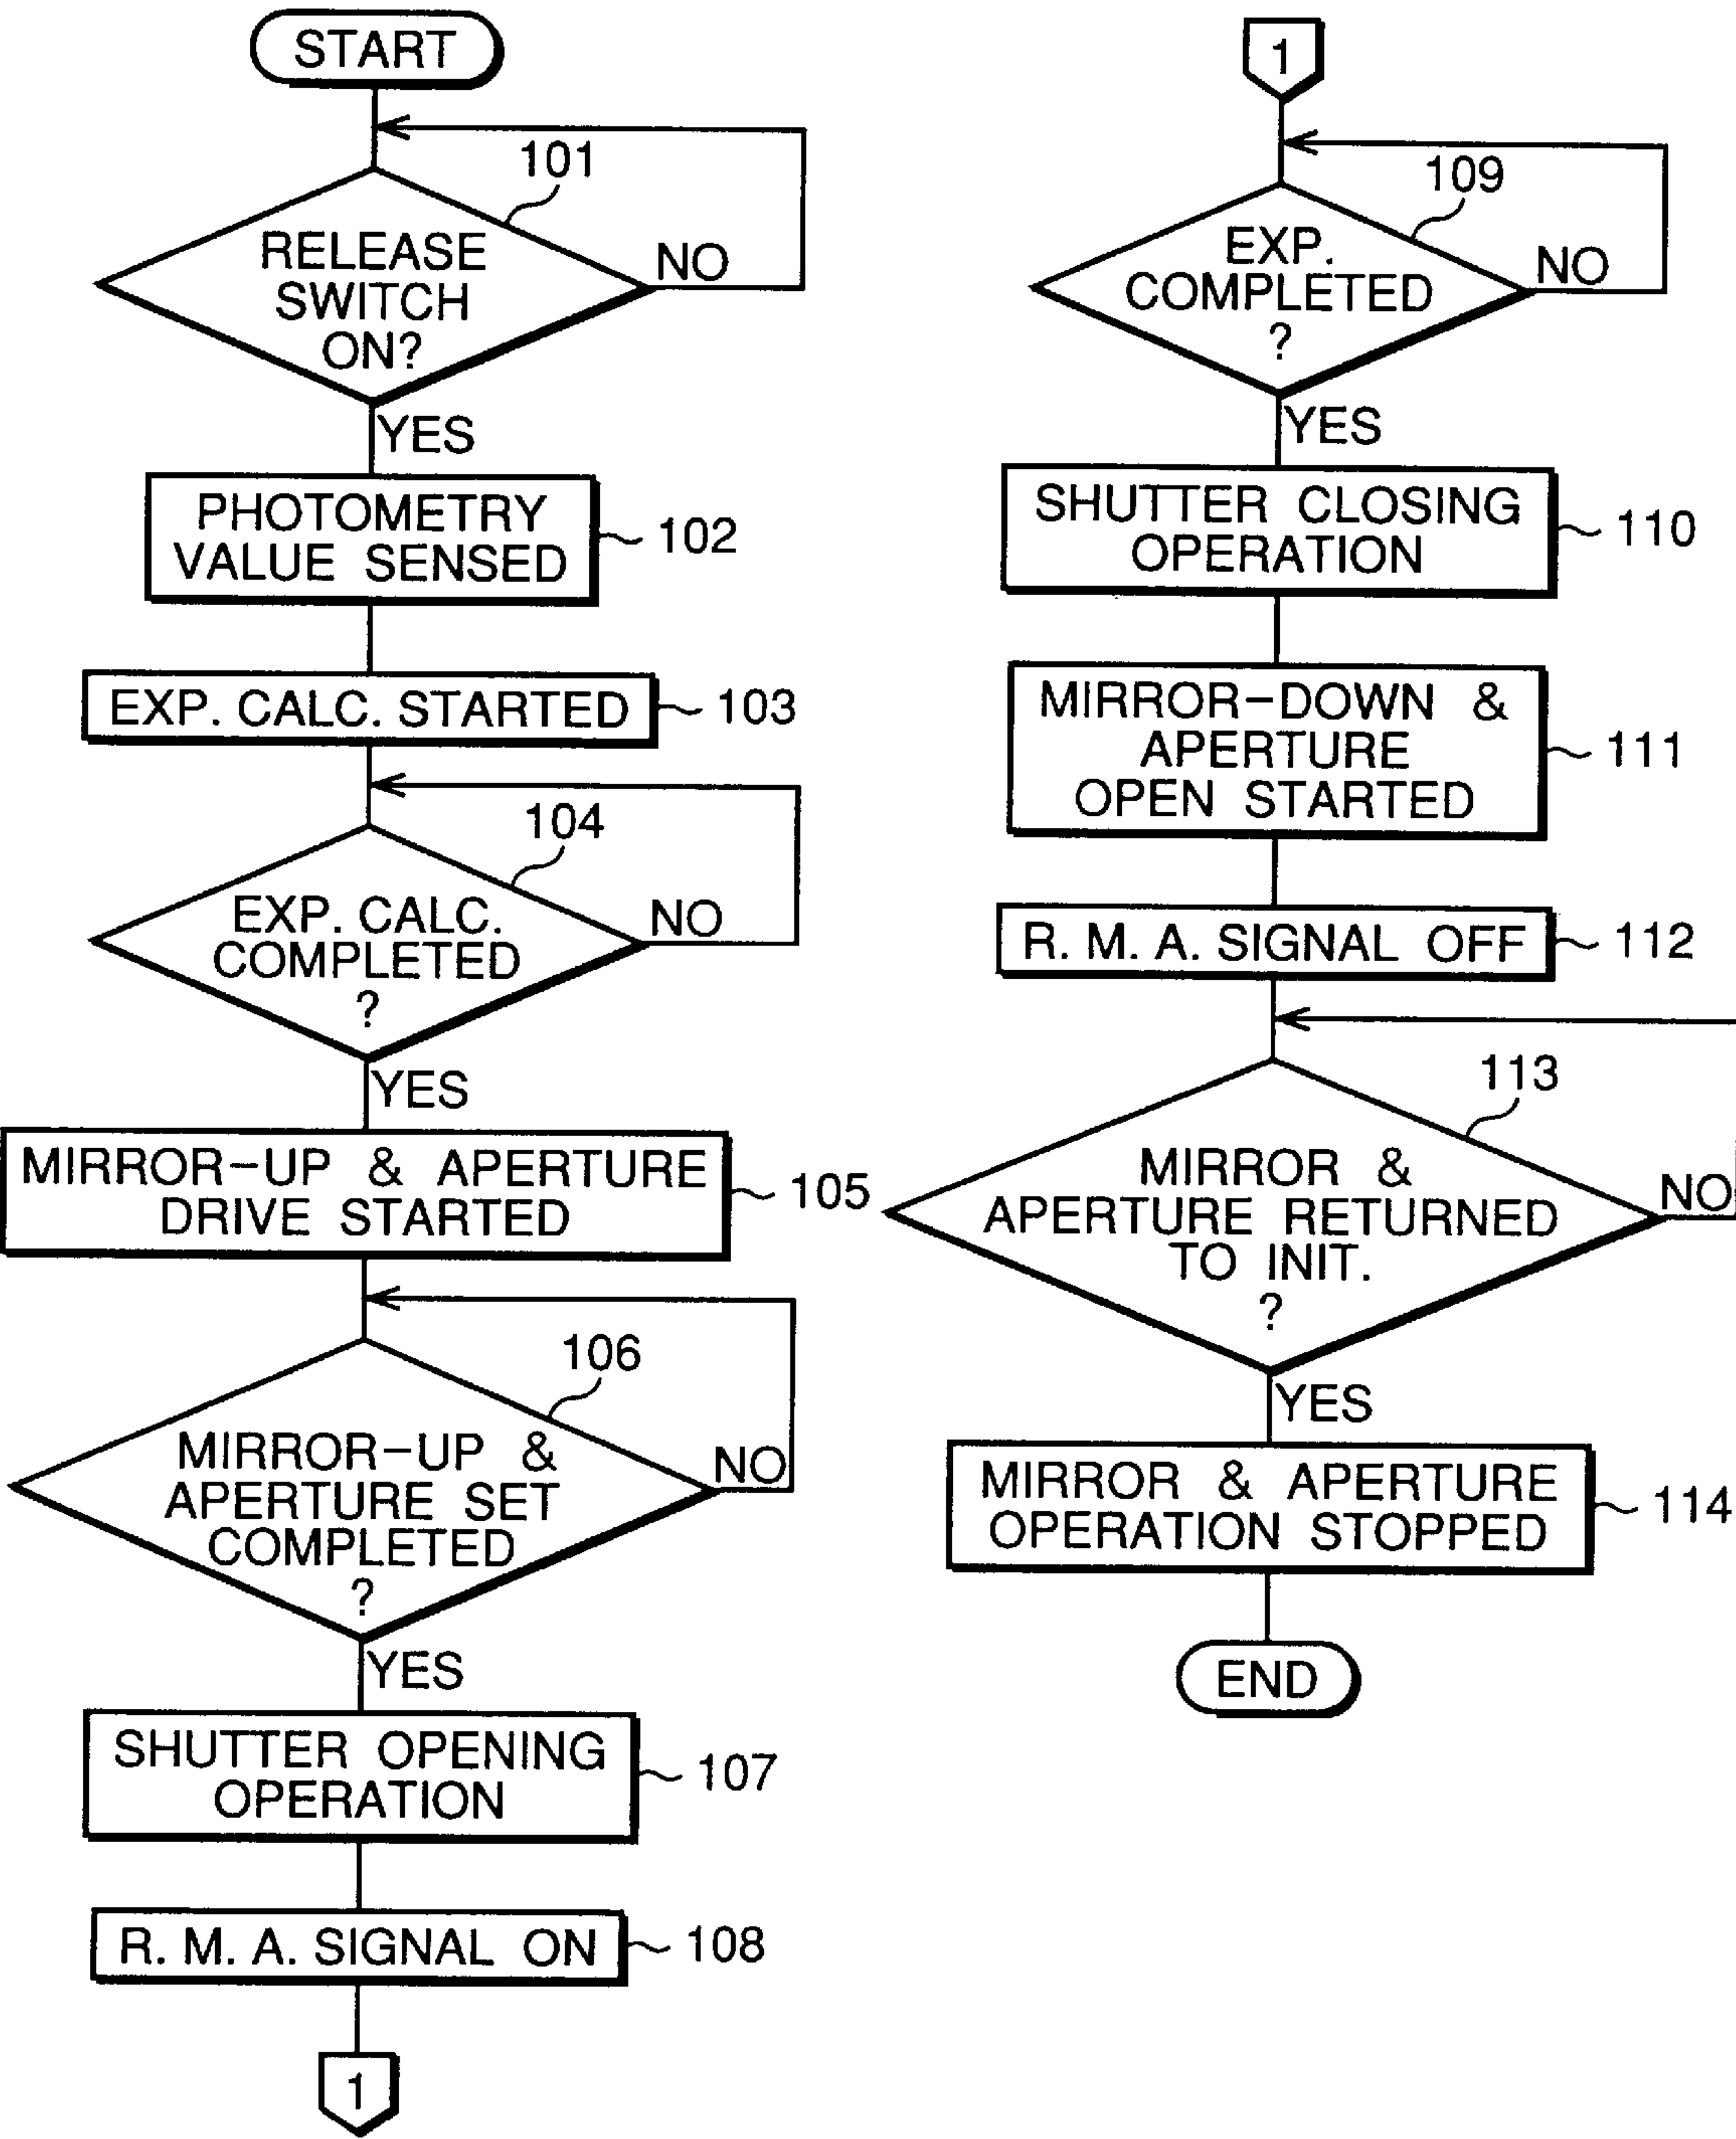 START
101
RELEASE
SWITCH
ON?
NO
YES
PHOTOMETRY
VALUE SENSED
102
EXP. CALC. STARTED
103
104
EXP. CALC.
COMPLETED
?
NO
YES
MIRROR-UP & APERTURE
DRIVE STARTED
105
106
MIRROR-UP &
APERTURE SET
COMPLETED
?
NO
YES
SHUTTER OPENING
OPERATION
107
R. M. A. SIGNAL ON
108
1
1
109
EXP.
COMPLETED
?
NO
YES
SHUTTER CLOSING
OPERATION
110
MIRROR-DOWN &
APERTURE
OPEN STARTED
111
R. M. A. SIGNAL OFF
112
113
MIRROR &
APERTURE RETURNED
TO INIT.
?
NO
YES
MIRROR & APERTURE
OPERATION STOPPED
114
END